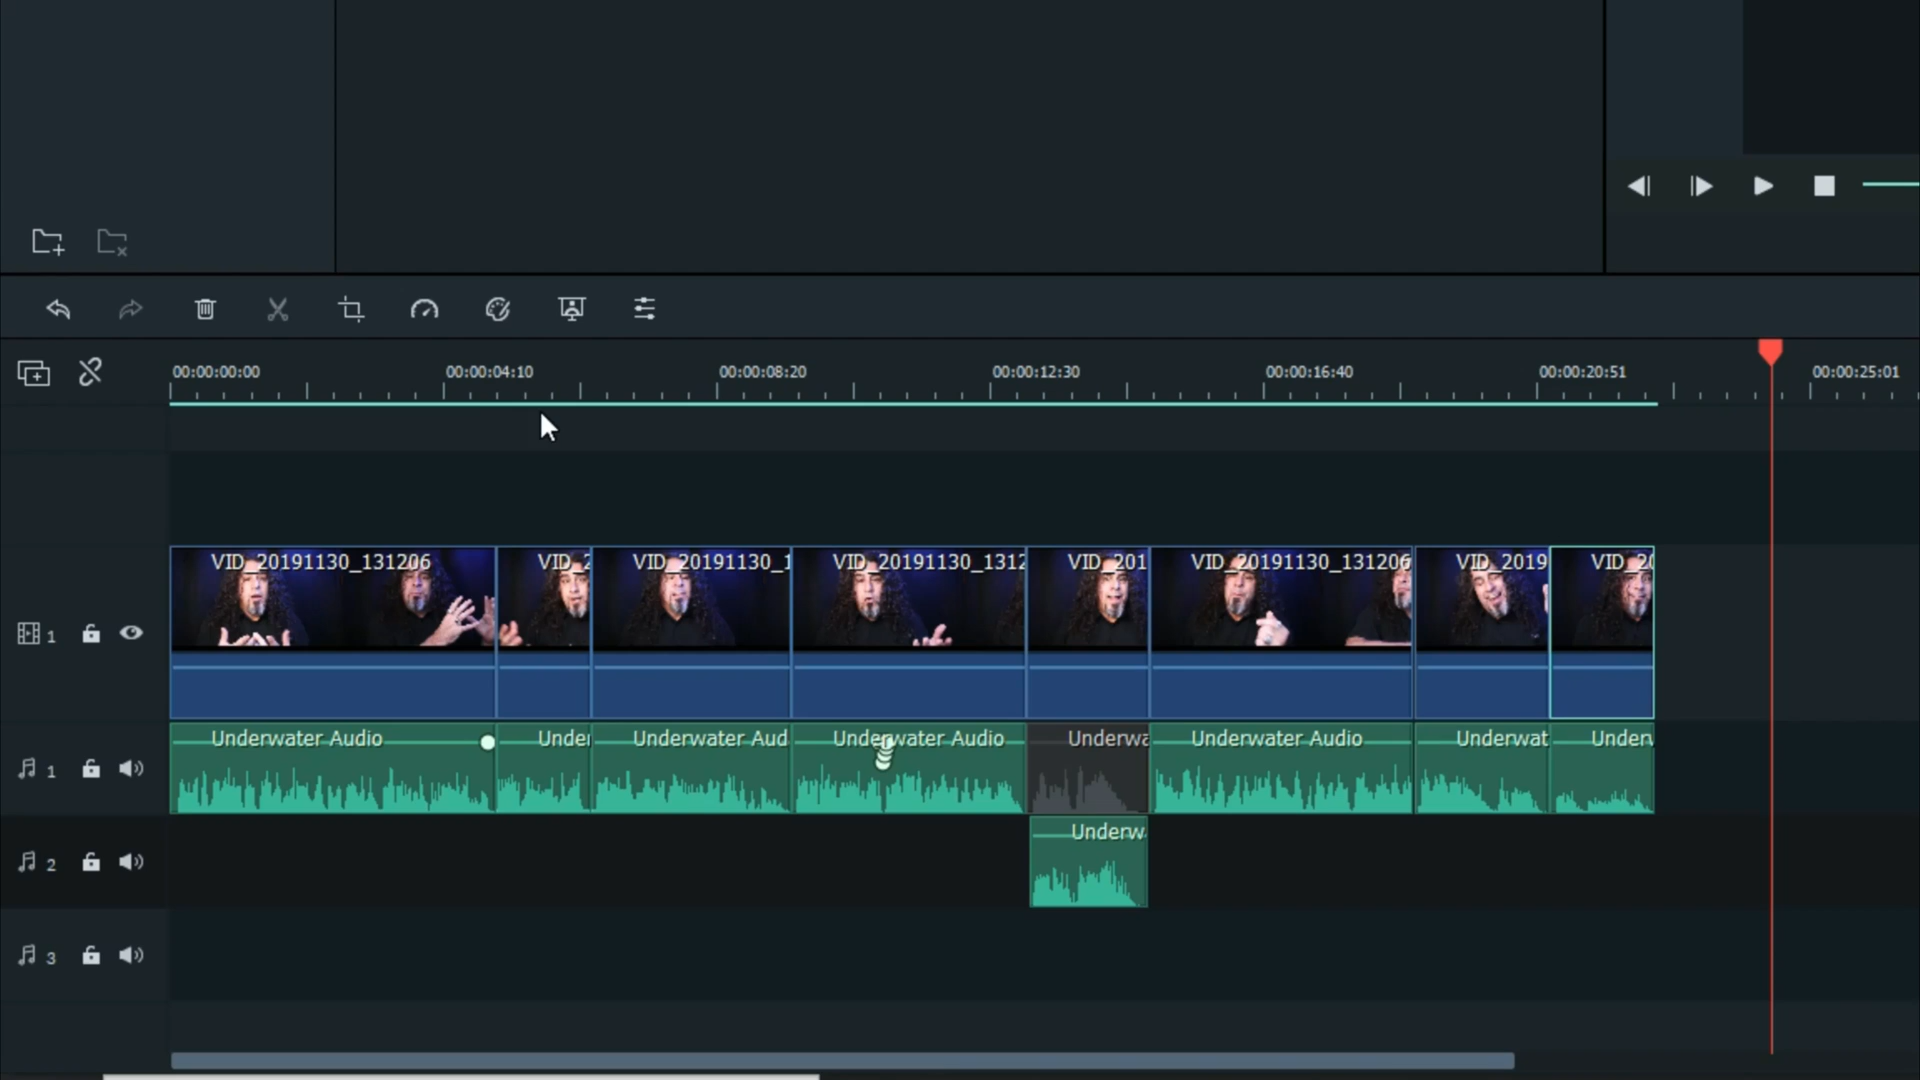 00:00:00:00 00:00:04:10 00:00:08:20 00:00:12:30 00:00:16:40 00:00:20:51 00:00:25:01
VID_20191130_131206 VID_2 VID_20191130_1 VID_20191130_1312 VID_201 VID_20191130_131206 VID_2019 VID_20
1
Underwater Audio Under Underwater Aud Underwater Audio Underwa Underwater Audio Underwat Underw
1
Underw
2
3